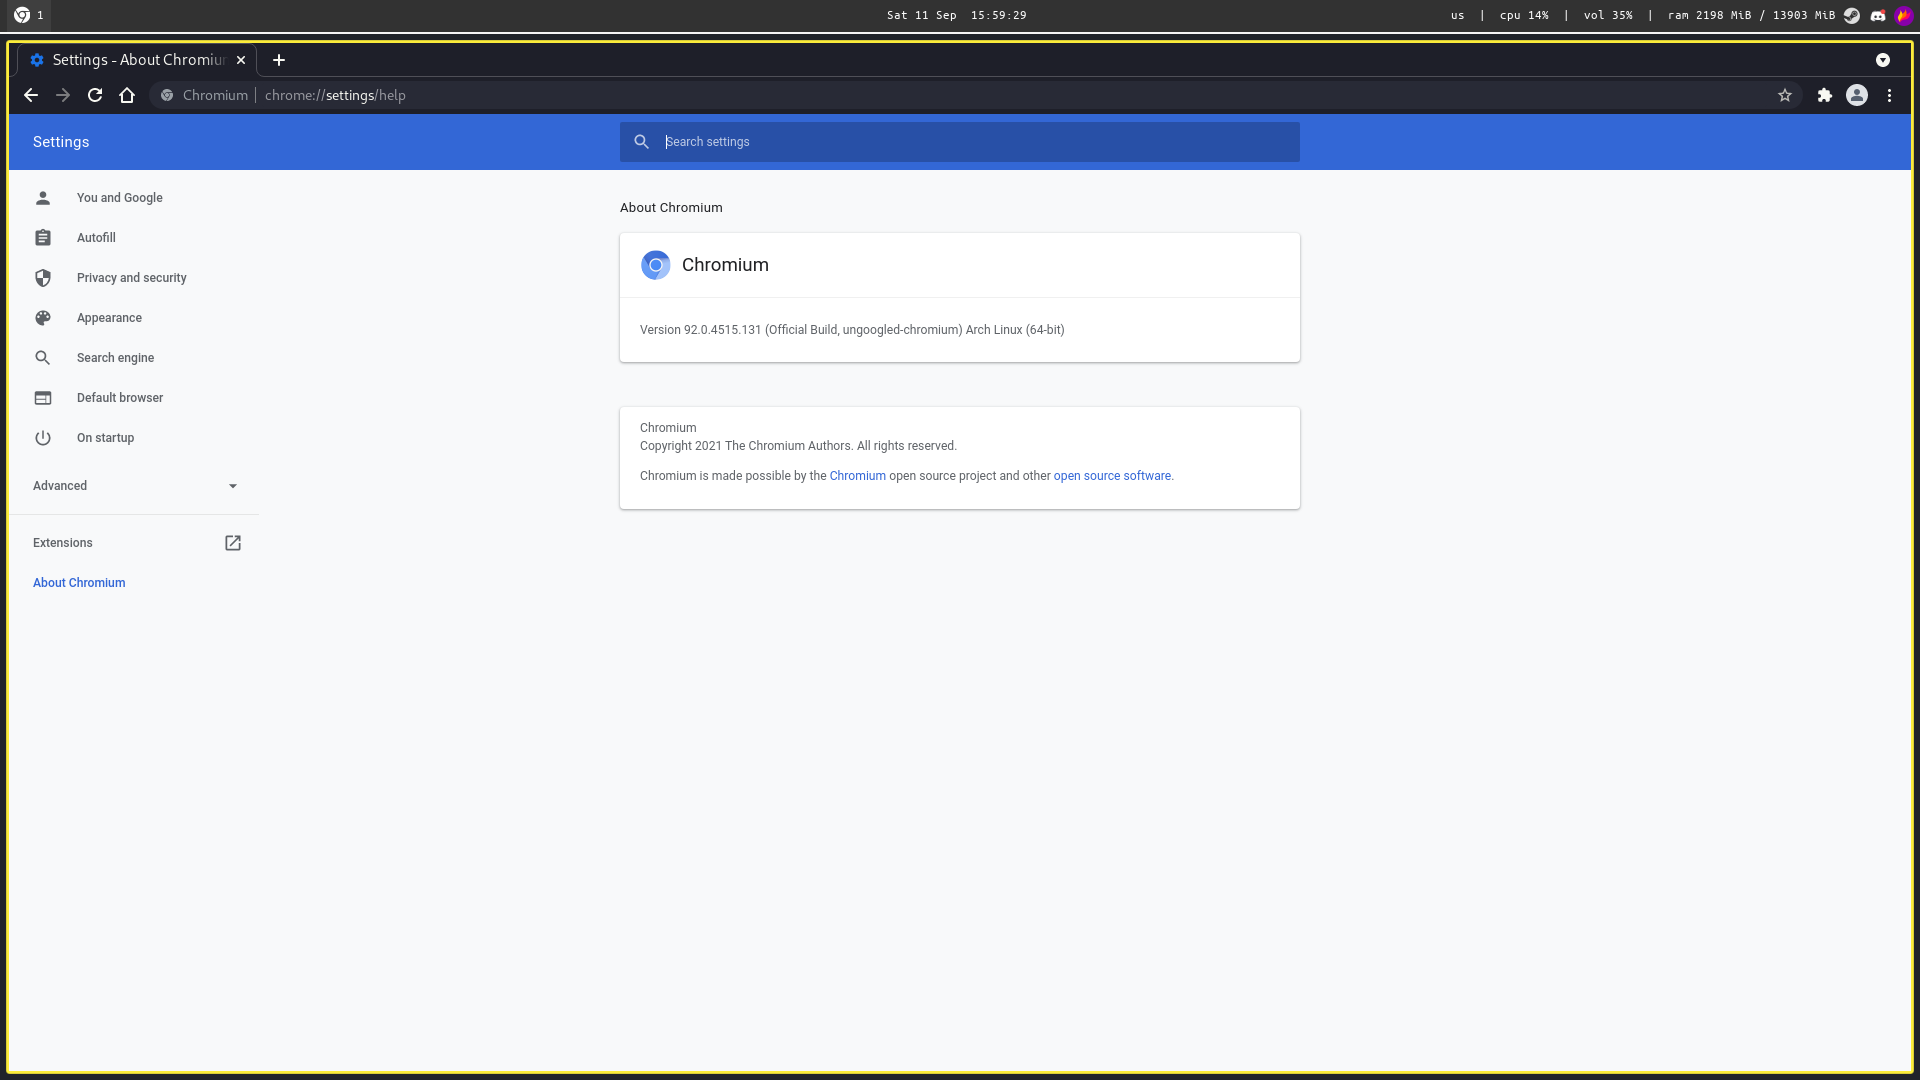 1
Sat 11 Sep 15:59:29
us | cpu 14% | vol 35% | ram 2198 MiB / 13903 MiB
Settings - About Chromiu
Chromium | chrome://settings/help
Settings
Search settings
You and Google
Autofill
Privacy and security
Appearance
Search engine
Default browser
On startup
Advanced
Extensions
About Chromium
About Chromium
Chromium
Version 92.0.4515.131 (Official Build, ungoogled-chromium) Arch Linux (64-bit)
Chromium
Copyright 2021 The Chromium Authors. All rights reserved.
Chromium is made possible by the Chromium open source project and other open source software.